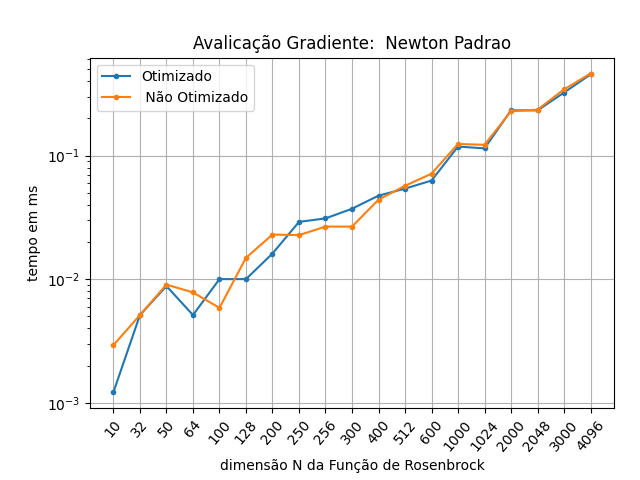 Avalicação Gradiente:  Newton Padrao
Otimizado
Não Otimizado
tempo em ms
10⁻¹
10⁻²
10⁻³
10 32 50 64 100 128 200 250 256 300 400 512 600 1000 1024 2000 2048 3000 4096
dimensão N da Função de Rosenbrock